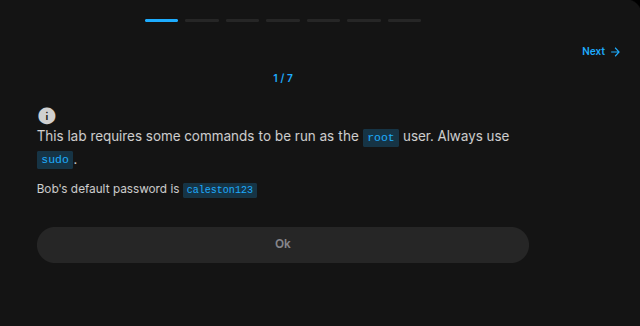 Next →
1 / 7
This lab requires some commands to be run as the root user. Always use
sudo.
Bob's default password is caleston123
Ok